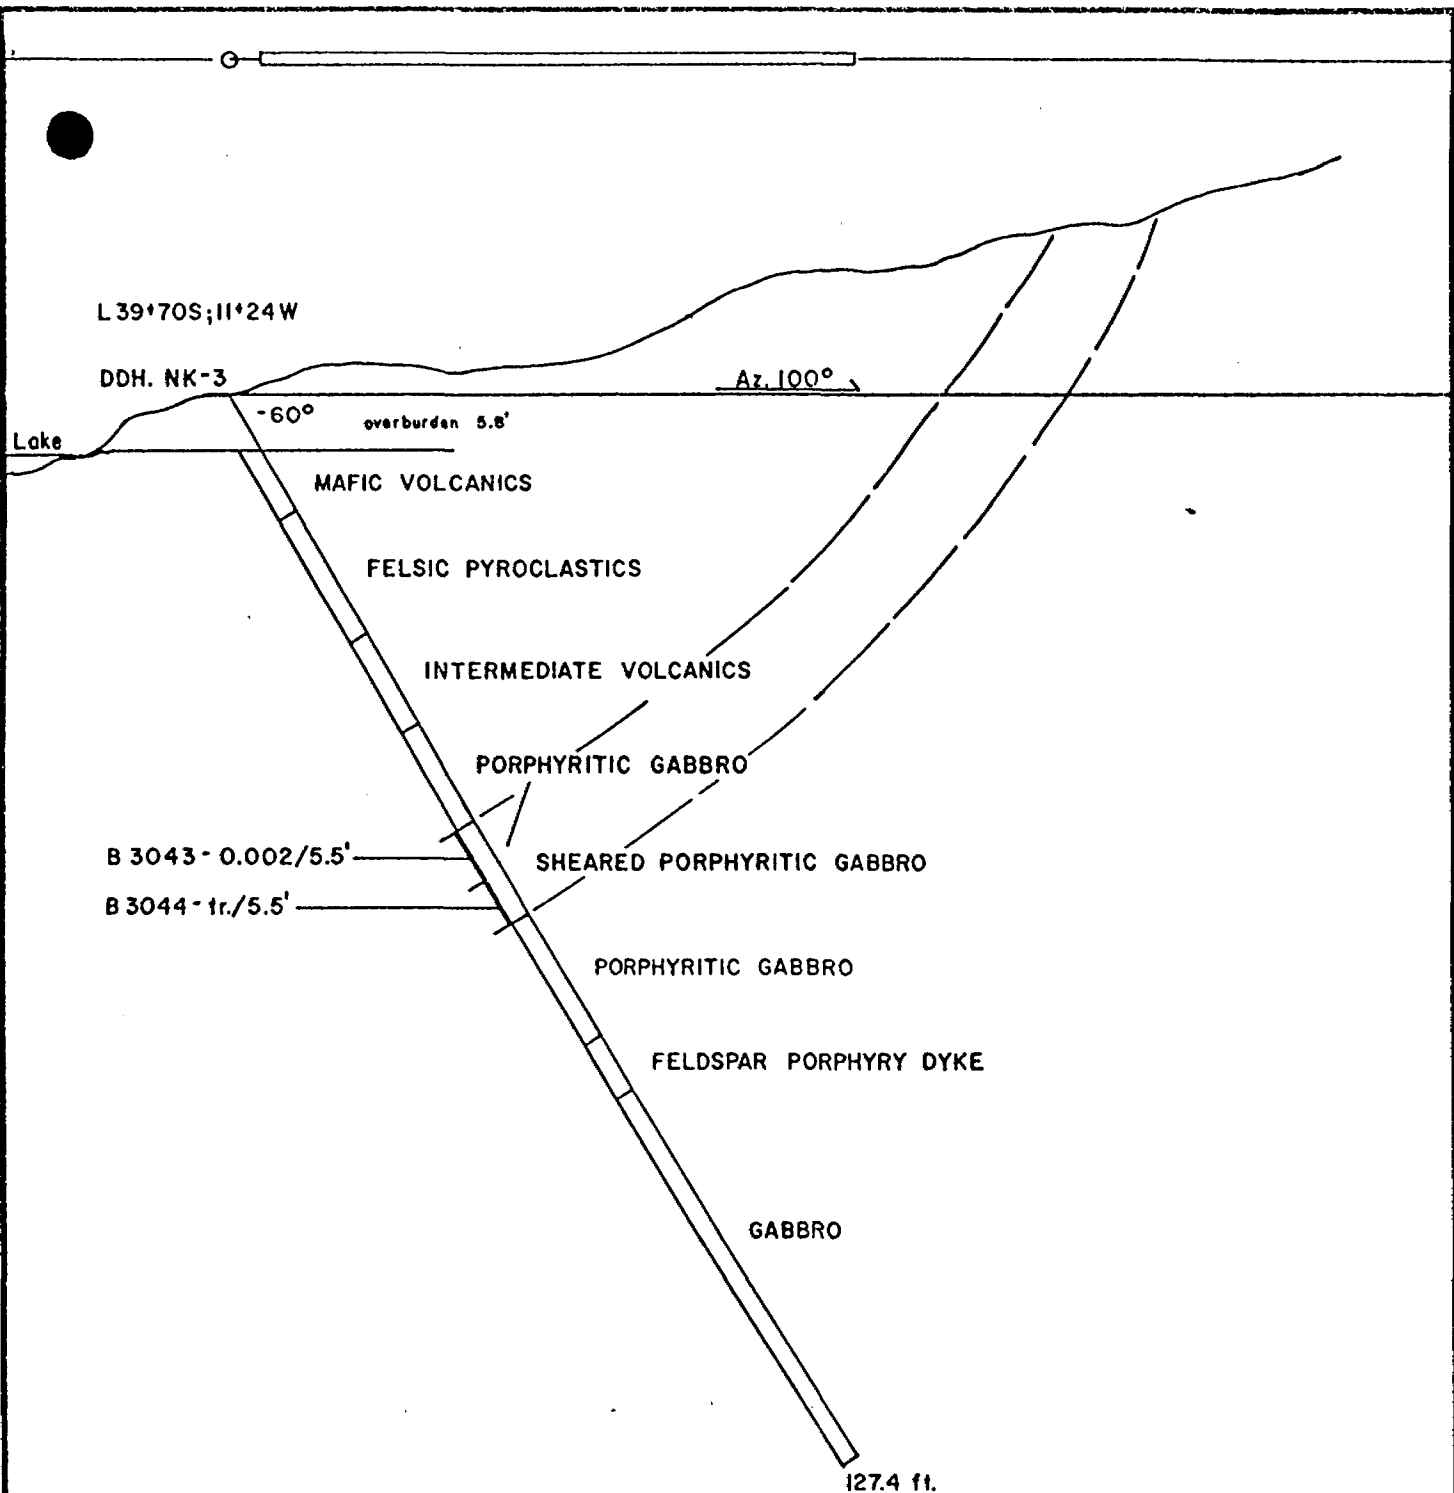 L 39+70S; 11+24W
DDH. NK-3
Az. 100°
-60°
overburden 5.8'
Lake
MAFIC VOLCANICS
FELSIC PYROCLASTICS
INTERMEDIATE VOLCANICS
PORPHYRITIC GABBRO
B 3043 - 0.002/5.5'
SHEARED PORPHYRITIC GABBRO
B 3044 - tr./5.5'
PORPHYRITIC GABBRO
FELDSPAR PORPHYRY DYKE
GABBRO
127.4 ft.